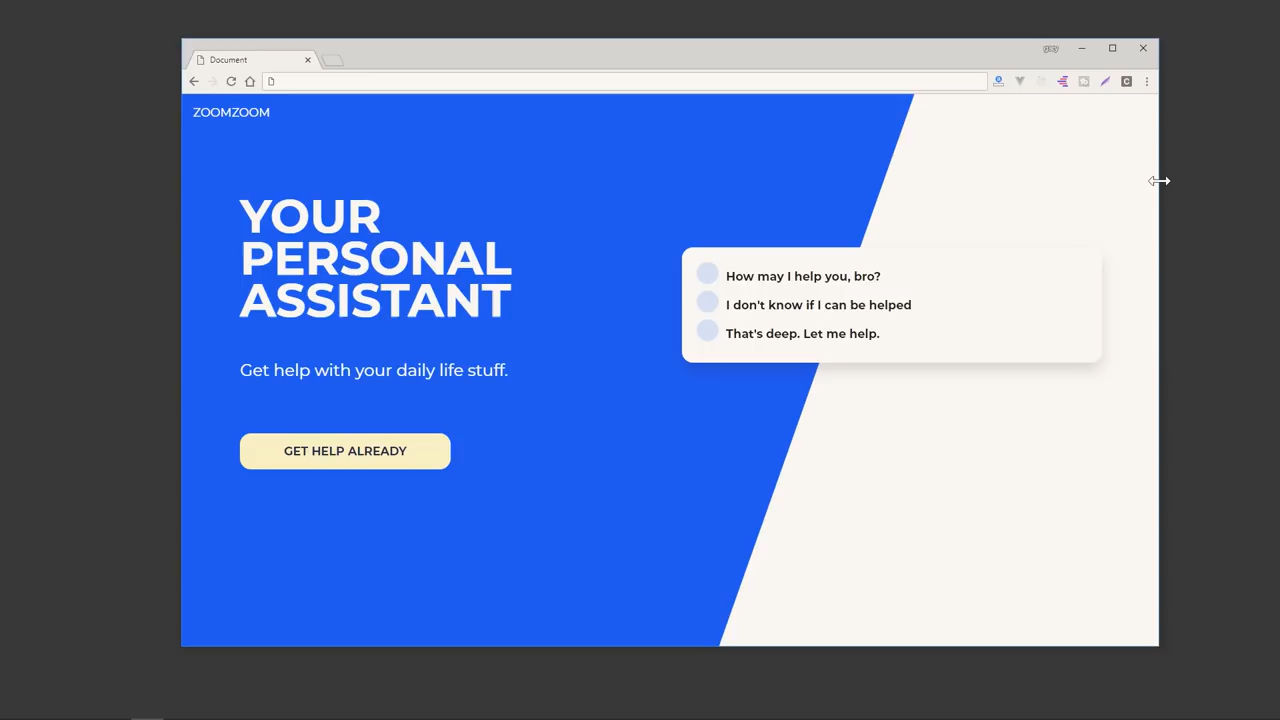 Document
ZOOMZOOM
YOUR
PERSONAL
ASSISTANT
Get help with your daily life stuff.
GET HELP ALREADY
How may I help you, bro?
I don't know if I can be helped
That's deep. Let me help.